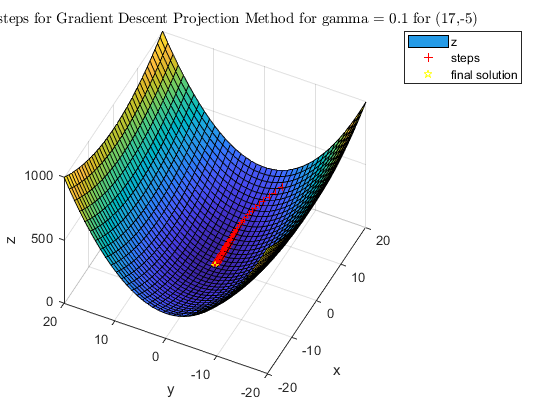 steps for Gradient Descent Projection Method for gamma = 0.1 for (17,-5)
z
steps
final solution
1000
500
0
z
20
10
0
-10
-20
y
20
10
0
-10
-20
x